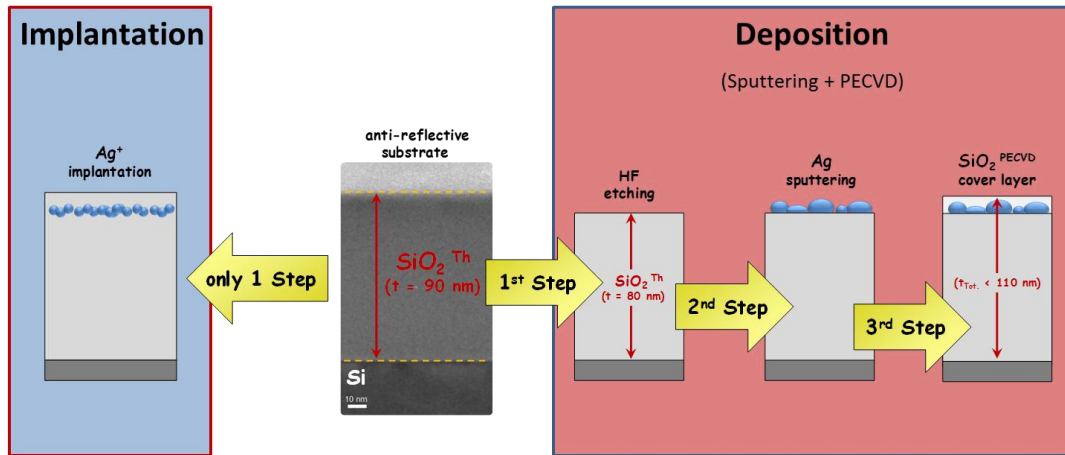 Implantation
Ag⁺
implantation
only 1 Step
anti-reflective
substrate
SiO₂ ᵀʰ
(t = 90 nm)
Si
10 nm
Deposition
(Sputtering + PECVD)
1ˢᵗ Step
HF
etching
SiO₂ ᵀʰ
(t = 80 nm)
2ⁿᵈ Step
Ag
sputtering
3ʳᵈ Step
SiO₂ ᴾᴱᶜⱽᴰ
cover layer
(t_Tot. < 110 nm)